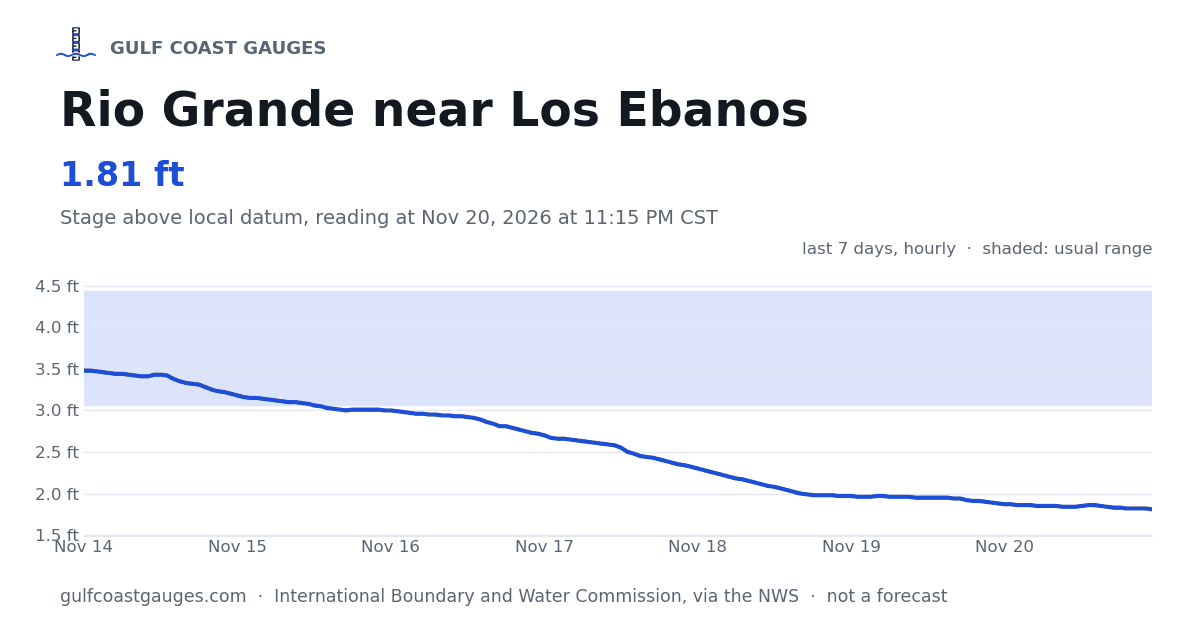 GULF COAST GAUGES
Rio Grande near Los Ebanos
1.81 ft
Stage above local datum, reading at Nov 20, 2026 at 11:15 PM CST
last 7 days, hourly · shaded: usual range
4.5 ft
4.0 ft
3.5 ft
3.0 ft
2.5 ft
2.0 ft
1.5 ft
Nov 14 Nov 15 Nov 16 Nov 17 Nov 18 Nov 19 Nov 20
gulfcoastgauges.com · International Boundary and Water Commission, via the NWS · not a forecast